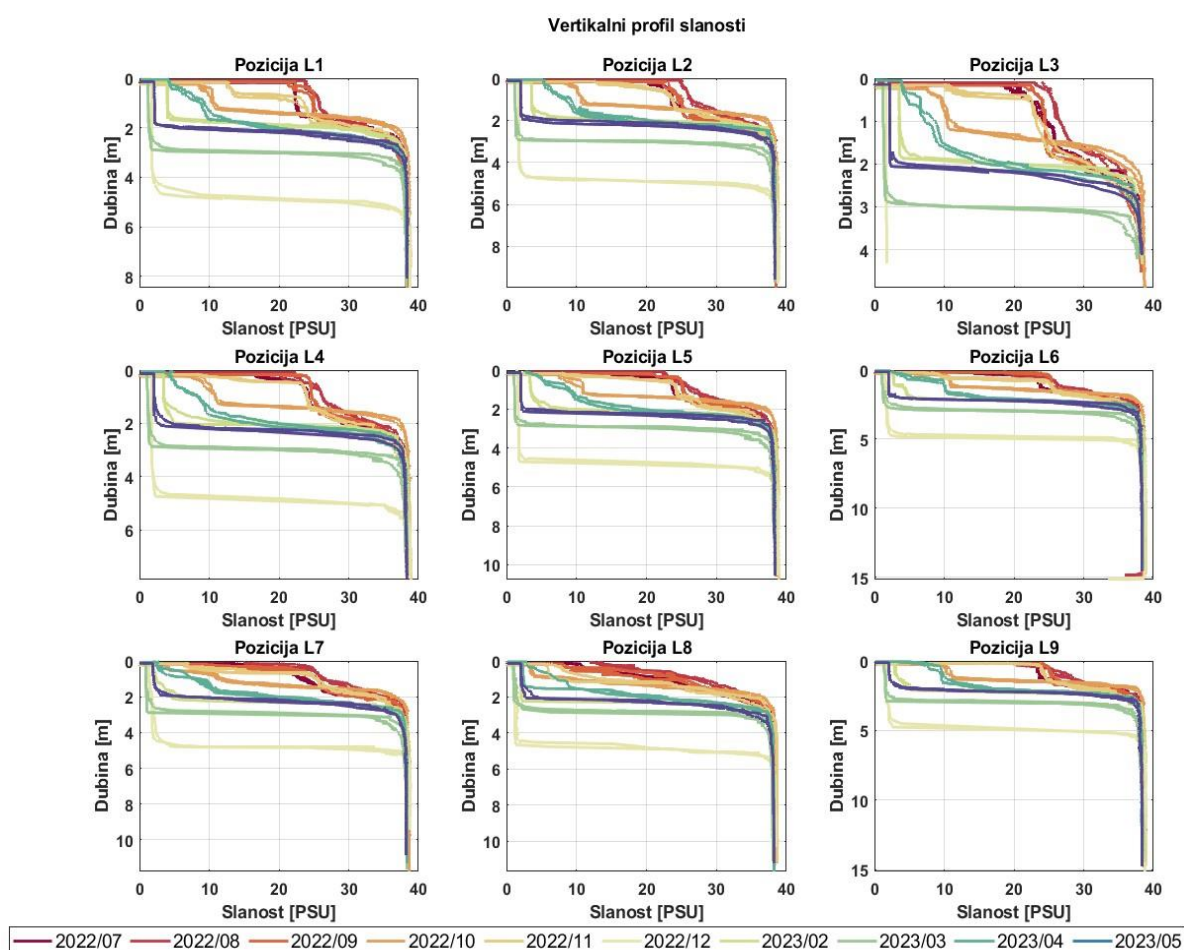 Vertikalni profil slanosti
Pozicija L1 Pozicija L2 Pozicija L3
Dubina [m] Dubina [m] Dubina [m]
0 0 0
2 2 1
4 4 2
6 6 3
8 8 4
0 10 20 30 40 0 10 20 30 40 0 10 20 30 40
Slanost [PSU] Slanost [PSU] Slanost [PSU]
Pozicija L4 Pozicija L5 Pozicija L6
Dubina [m] Dubina [m] Dubina [m]
0 0 0
2 2 5
4 4 10
6 6 15
8
10
0 10 20 30 40 0 10 20 30 40 0 10 20 30 40
Slanost [PSU] Slanost [PSU] Slanost [PSU]
Pozicija L7 Pozicija L8 Pozicija L9
Dubina [m] Dubina [m] Dubina [m]
0 0 0
2 2 5
4 4 10
6 6 15
8 8
10 10
0 10 20 30 40 0 10 20 30 40 0 10 20 30 40
Slanost [PSU] Slanost [PSU] Slanost [PSU]
2022/07 2022/08 2022/09 2022/10 2022/11 2022/12 2023/02 2023/03 2023/04 2023/05